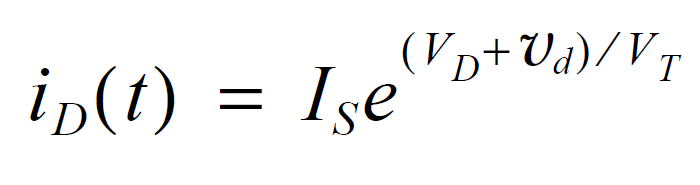 i_D(t) = I_S e^{(V_D+v_d)/V_T}